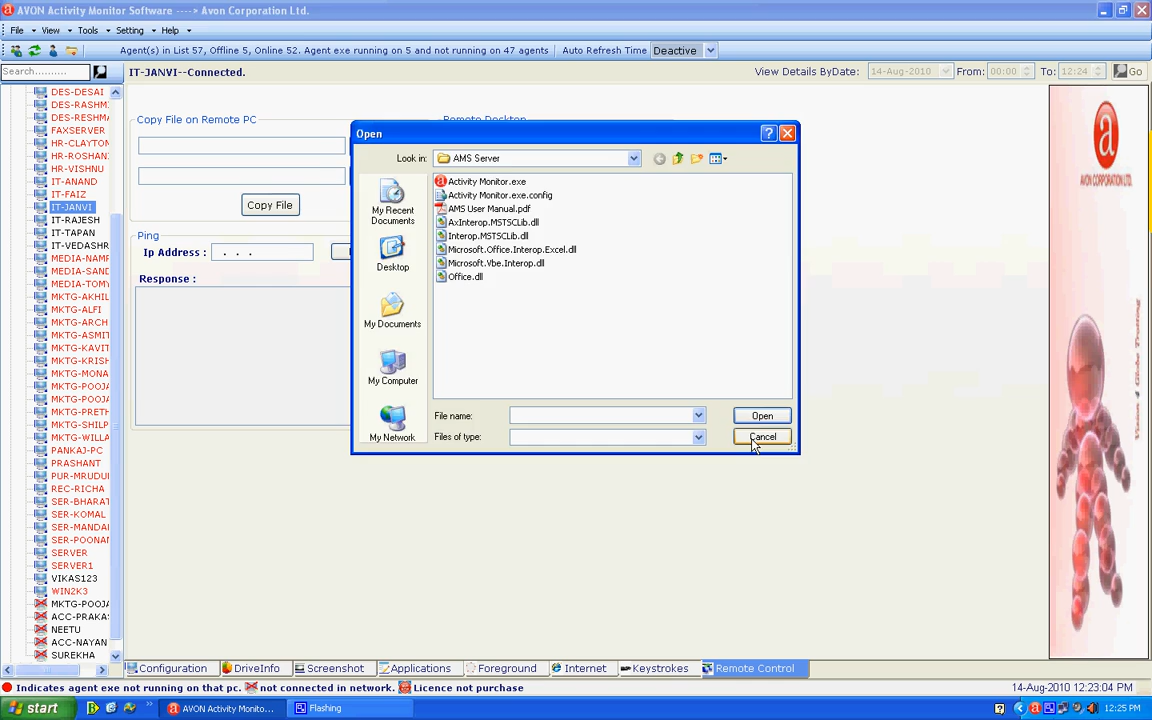 AVON Activity Monitor Software ----> Avon Corporation Ltd.
File View Tools Setting Help
Agent(s) in List 57, Offline 5, Online 52. Agent exe running on 5 and not running on 47 agents Auto Refresh Time Deactive
Search..........
IT-JANVI--Connected.
View Details ByDate: 14-Aug-2010 From: 00:00 To: 12:24 Go
DES-DESAI
DES-RASHM
DES-RESHMA
FAXSERVER
HR-CLAYTON
HR-ROSHAN
HR-VISHNU
IT-ANAND
IT-FAIZ
IT-JANVI
IT-RAJESH
IT-TAPAN
IT-VEDASHR
MEDIA-NAMR
MEDIA-SAND
MEDIA-TOMY
MKTG-AKHIL
MKTG-ALFI
MKTG-ARCH
MKTG-ASMIT
MKTG-KAVIT
MKTG-KRISH
MKTG-MONA
MKTG-POOJA
MKTG-POOJA
MKTG-PRETH
MKTG-SHILP
MKTG-WILLA
PANKAJ-PC
PRASHANT
PUR-MRUDU
REC-RICHA
SER-BHARAT
SER-KOMAL
SER-MANDA
SER-POONAM
SERVER
SERVER1
VIKAS123
WIN2K3
MKTG-POOJA
ACC-PRAKA
NEETU
ACC-NAYAN
SUREKHA
Copy File on Remote PC
Remote Desktop
Copy File
Ping
Ip Address : . . .
Response :
Open
Look in: AMS Server
My Recent Documents
Desktop
My Documents
My Computer
My Network
Activity Monitor.exe
Activity Monitor.exe.config
AMS User Manual.pdf
AxInterop.MSTSCLib.dll
Interop.MSTSCLib.dll
Microsoft.Office.Interop.Excel.dll
Microsoft.Vbe.Interop.dll
Office.dll
File name: Open
Files of type: Cancel
a
AVON CORPORATION LTD.
Configuration DriveInfo Screenshot Applications Foreground Internet Keystrokes Remote Control
Indicates agent exe not running on that pc. not connected in network. Licence not purchase
14-Aug-2010 12:23:04 PM
start
AVON Activity Monito...
Flashing
12:25 PM